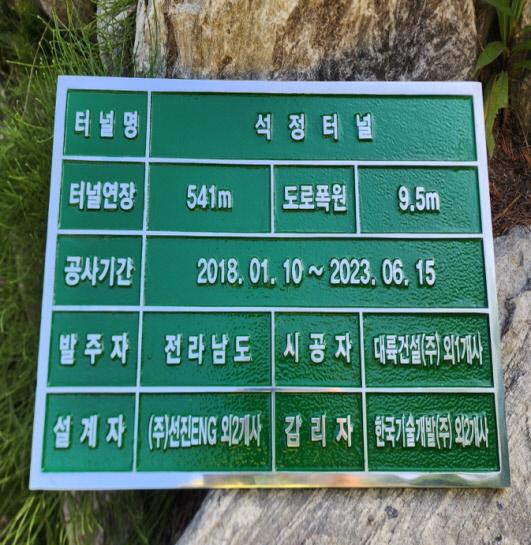 터널명 석정터널
터널연장 541m 도로폭원 9.5m
공사기간 2018. 01. 10 ~ 2023. 06. 15
발주자 전라남도 시공자 대륙건설(주) 외1개사
설계자 (주)선진ENG 외2개사 감리자 한국기술개발(주) 외2개사